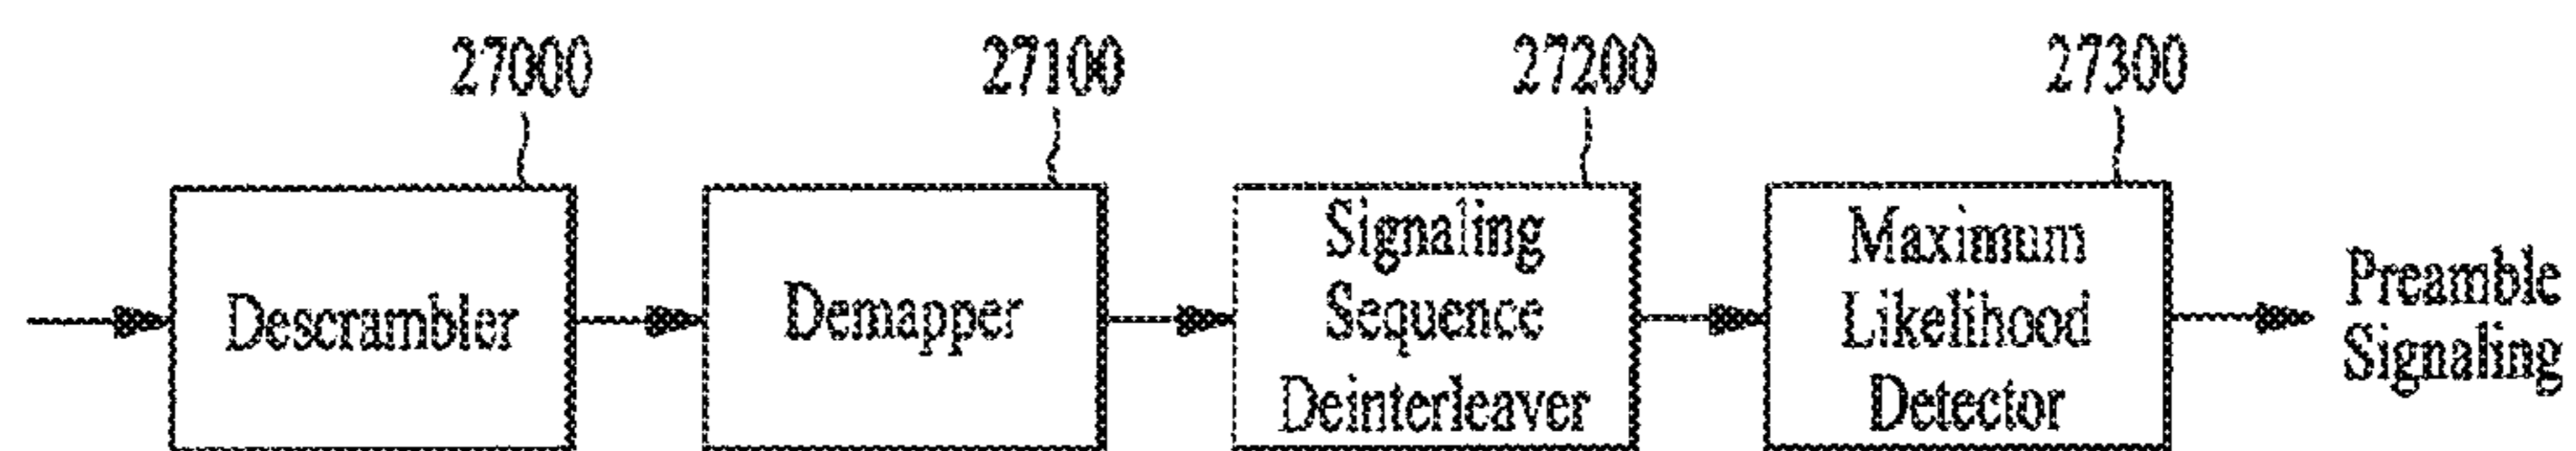 27000
27100
27200
27300
Descrambler
Demapper
Signaling
Sequence
Deinterleaver
Maximum
Likelihood
Detector
Preamble
Signaling